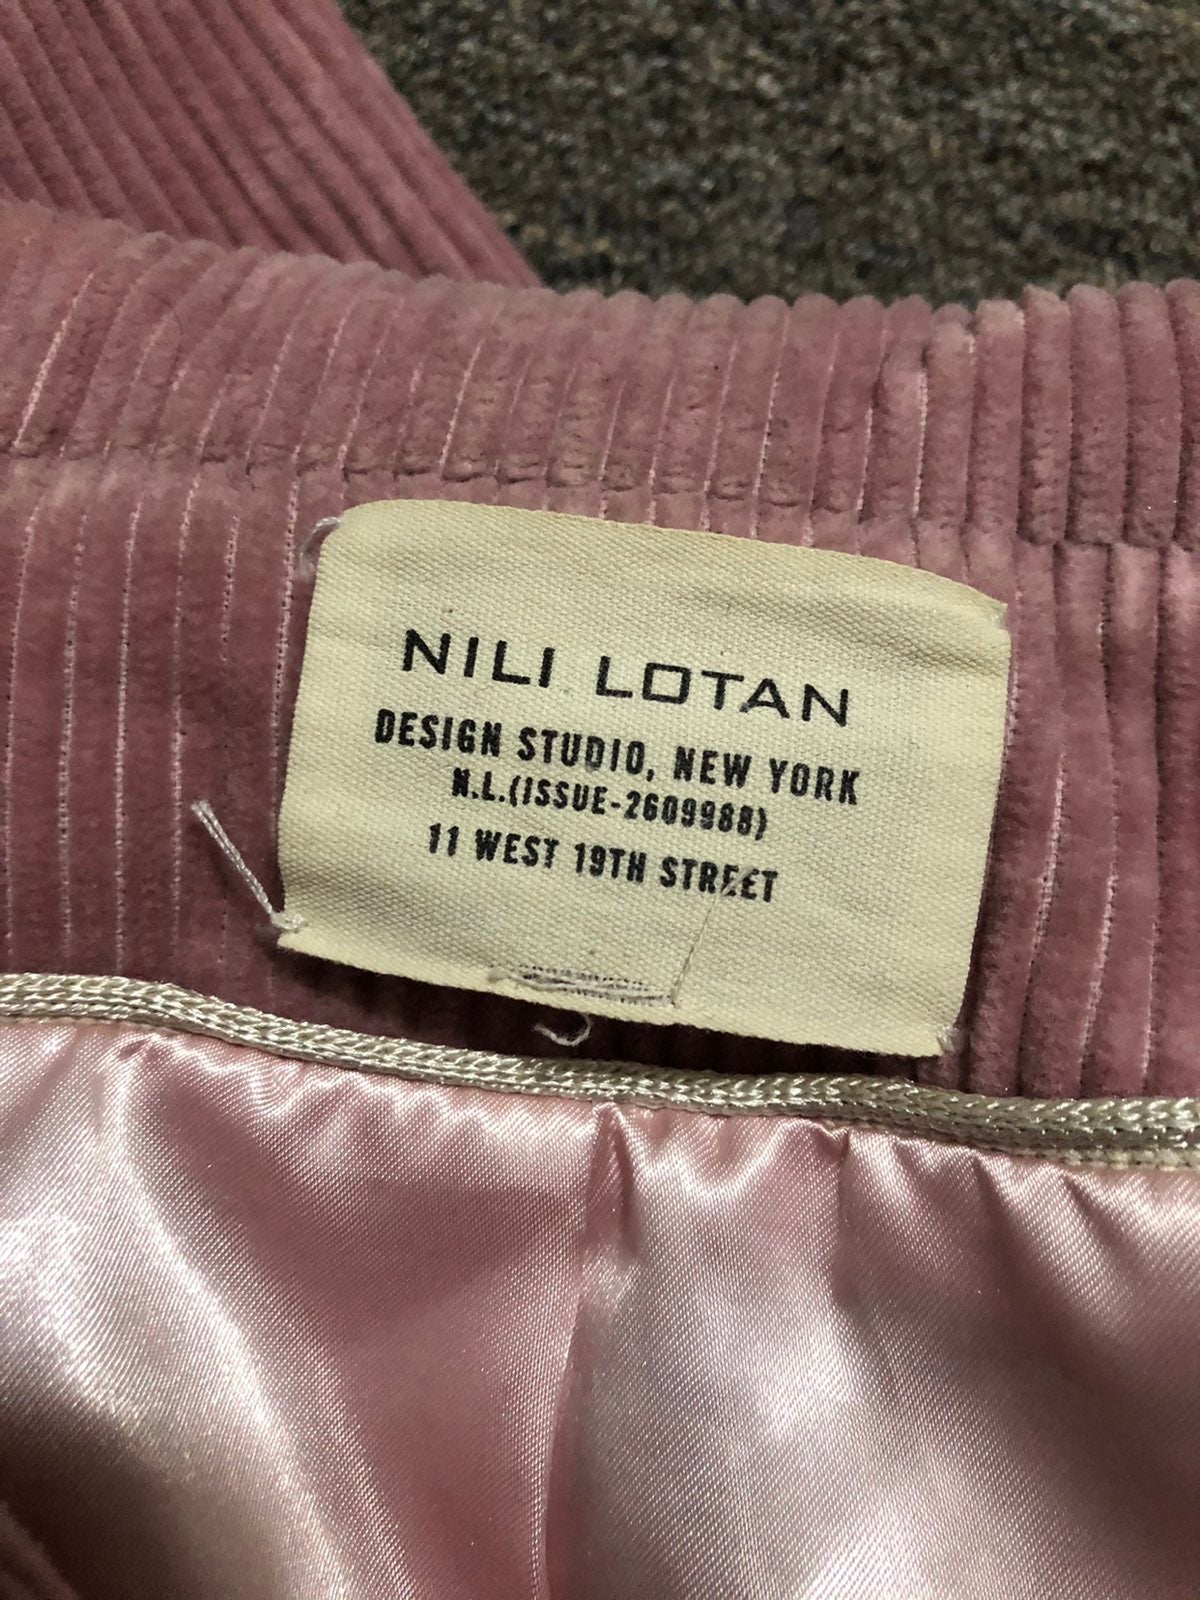 NILI LOTAN
DESIGN STUDIO, NEW YORK
N.L.(ISSUE-2609988)
11 WEST 19TH STREET